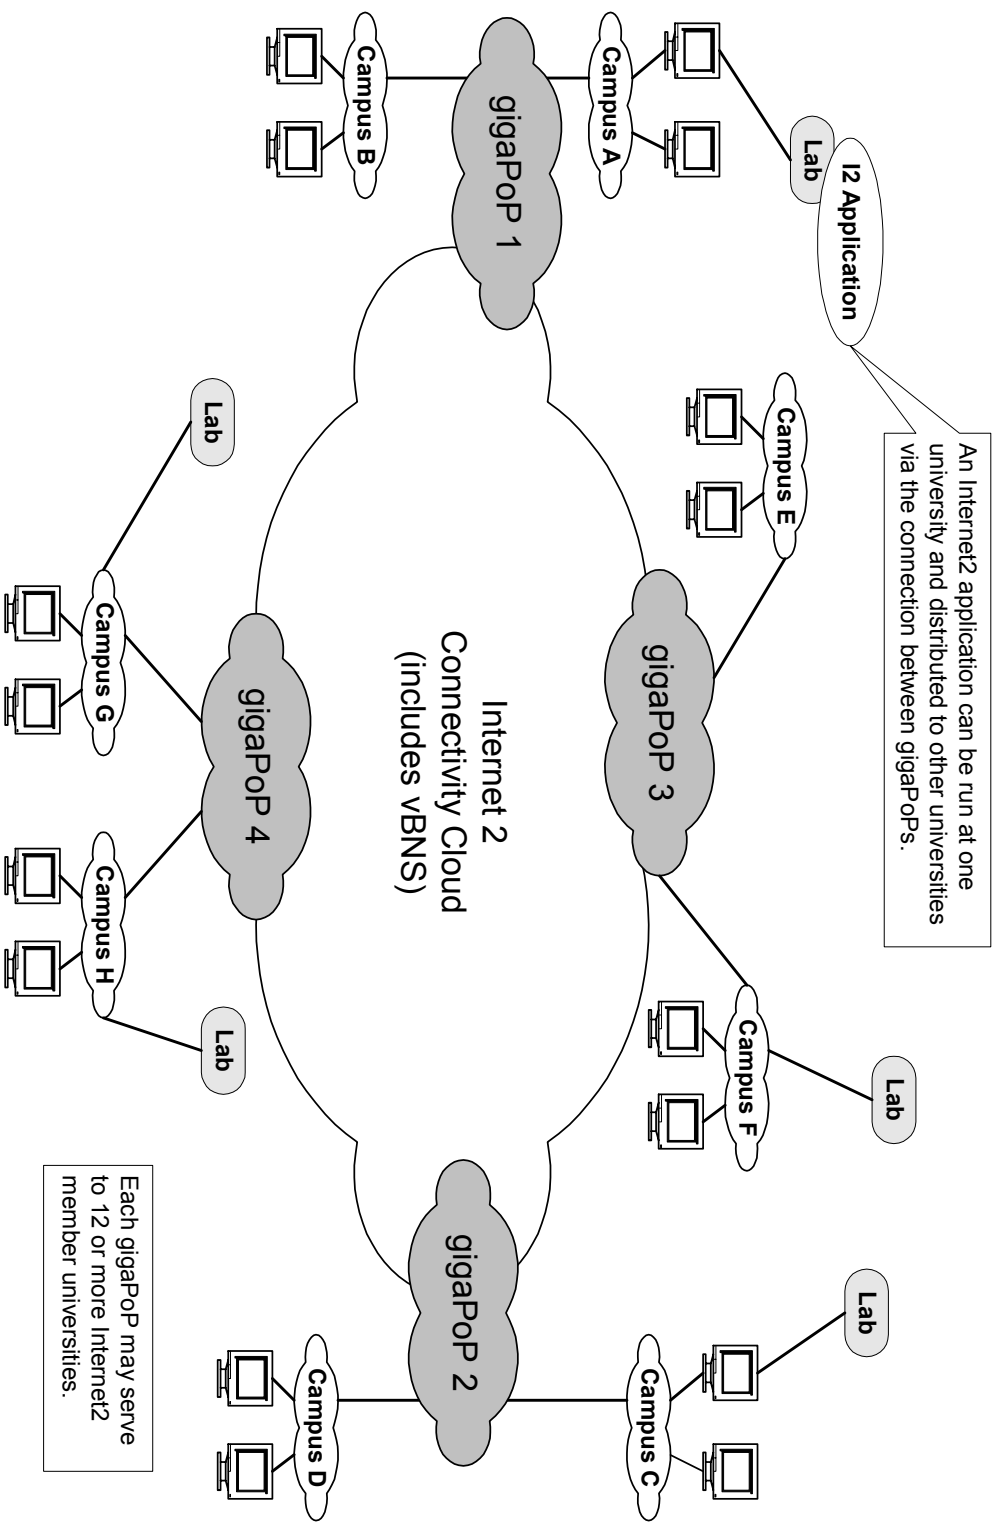 An Internet2 application can be run at one
university and distributed to other universities
via the connection between gigaPoPs.
I2 Application
Lab
Lab
Lab
Campus E
Campus F
Campus A
Campus C
gigaPoP 3
gigaPoP 1
Internet 2
Connectivity Cloud
(includes vBNS)
gigaPoP 2
Campus B
Campus D
gigaPoP 4
Lab
Lab
Campus G
Campus H
Each gigaPoP may serve
to 12 or more Internet2
member universities.